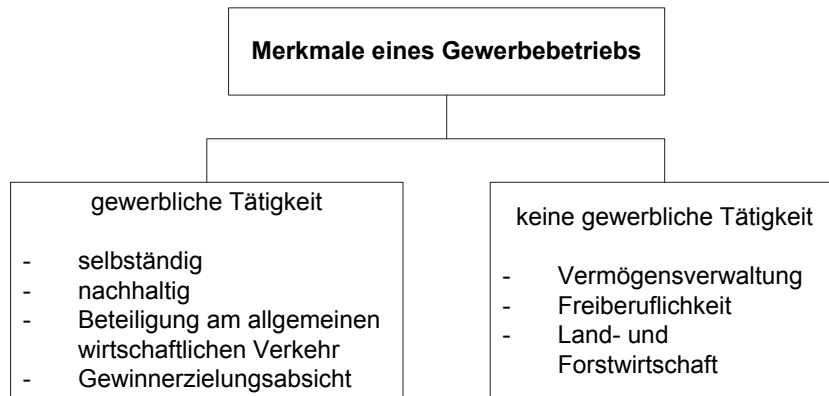 Merkmale eines Gewerbebetriebs
gewerbliche Tätigkeit
- selbständig
- nachhaltig
- Beteiligung am allgemeinen
wirtschaftlichen Verkehr
- Gewinnerzielungsabsicht
keine gewerbliche Tätigkeit
- Vermögensverwaltung
- Freiberuflichkeit
- Land- und
Forstwirtschaft